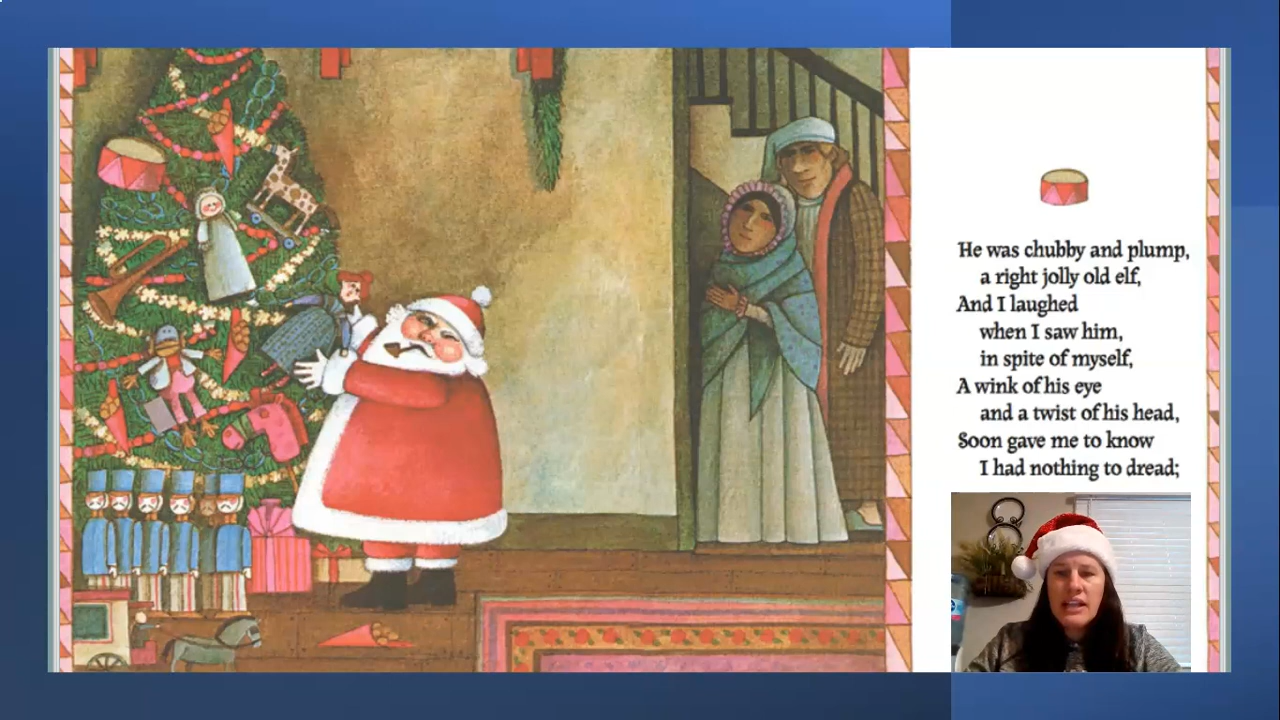 He was chubby and plump,
a right jolly old elf,
And I laughed
when I saw him,
in spite of myself,
A wink of his eye
and a twist of his head,
Soon gave me to know
I had nothing to dread;